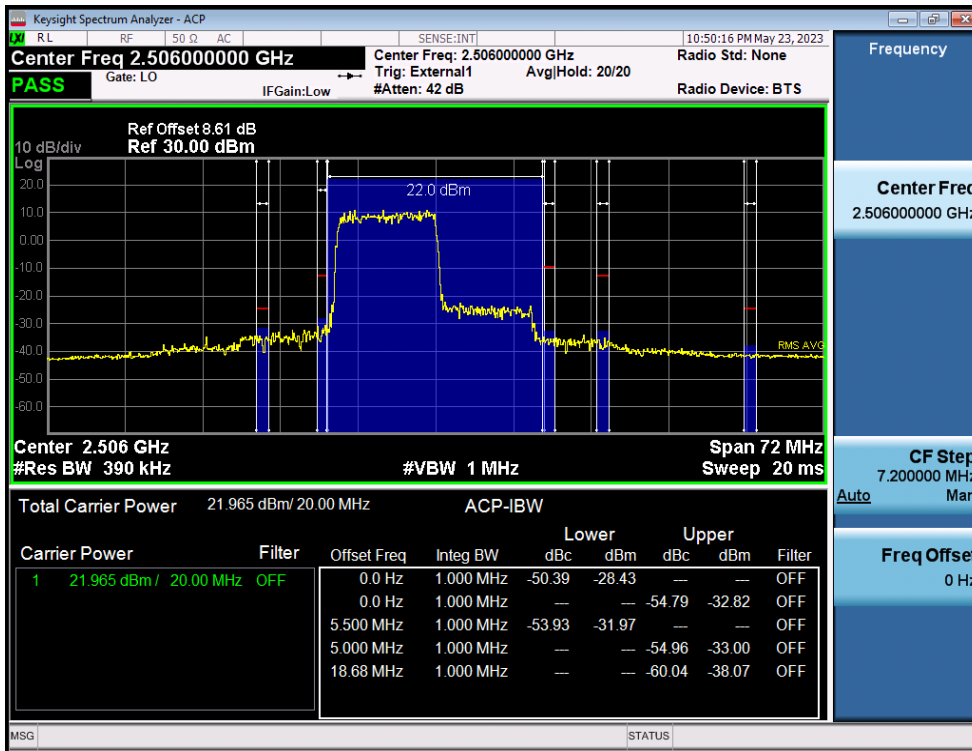 Keysight Spectrum Analyzer - ACP
LXI RL RF 50 Ω AC SENSE:INT 10:50:16 PM May 23, 2023
Center Freq 2.506000000 GHz Center Freq: 2.506000000 GHz Radio Std: None
Gate: LO Trig: External1 Avg|Hold: 20/20
PASS IFGain:Low #Atten: 42 dB Radio Device: BTS
Ref Offset 8.61 dB
10 dB/div Ref 30.00 dBm
Log
20.0
22.0 dBm
10.0
0.00
-10.0
-20.0
-30.0
RMS AVG
-40.0
-50.0
-60.0
Center 2.506 GHz Span 72 MHz
#Res BW 390 kHz #VBW 1 MHz Sweep 20 ms
Total Carrier Power 21.965 dBm/ 20.00 MHz ACP-IBW
Lower Upper
Carrier Power Filter Offset Freq Integ BW dBc dBm dBc dBm Filter
1 21.965 dBm / 20.00 MHz OFF 0.0 Hz 1.000 MHz -50.39 -28.43 --- --- OFF
0.0 Hz 1.000 MHz --- --- -54.79 -32.82 OFF
5.500 MHz 1.000 MHz -53.93 -31.97 --- --- OFF
5.000 MHz 1.000 MHz --- --- -54.96 -33.00 OFF
18.68 MHz 1.000 MHz --- --- -60.04 -38.07 OFF
MSG STATUS
Frequency
Center Freq
2.506000000 GHz
CF Step
7.200000 MHz
Auto Man
Freq Offset
0 Hz